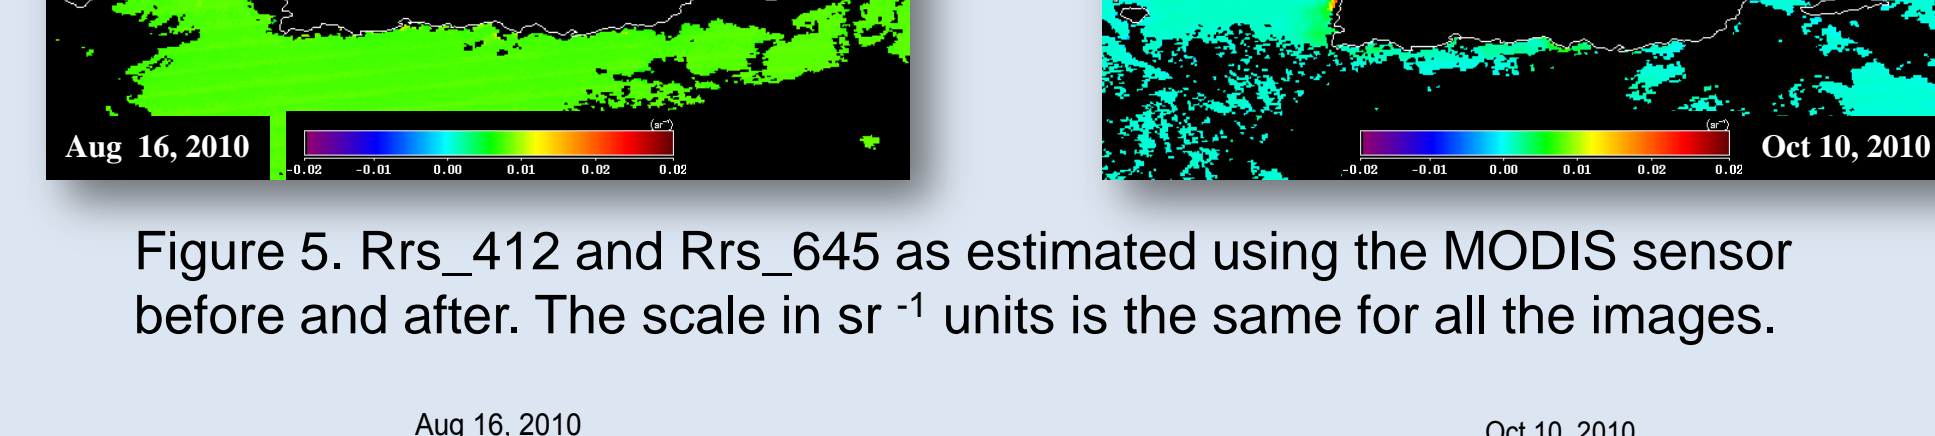 (sr⁻¹)
Aug 16, 2010
-0.02 -0.01 0.00 0.01 0.02 0.02
(sr⁻¹)
-0.02 -0.01 0.00 0.01 0.02 0.02
Oct 10, 2010
Figure 5. Rrs_412 and Rrs_645 as estimated using the MODIS sensor
before and after. The scale in sr ⁻¹ units is the same for all the images.
Aug 16, 2010
Oct 10, 2010